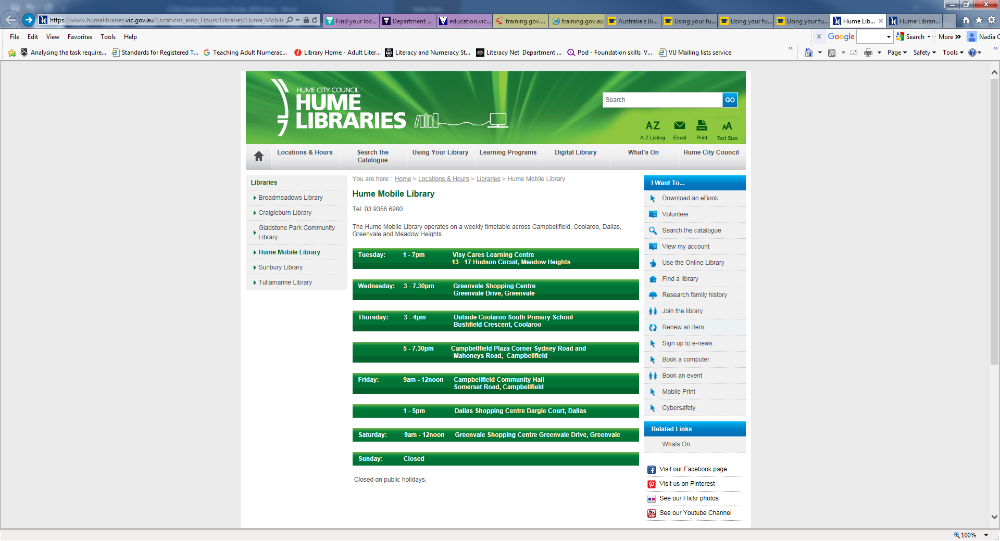 https://www.humelibraries.vic.gov.au/Locations_amp_Hours/Libraries/Hume_Mobile
Find your loc...
Department ...
education.vic...
training.gov....
training.gov.au
Australia's Bi...
Using your fu...
Using your fu...
Using your fu...
Hume Lib...
Hume Librari...
File Edit View Favorites Tools Help
x Google Search More » Nadia C
Analysing the task require...
Standards for Registered T...
Teaching Adult Numerac...
Library Home - Adult Liter...
Literacy and Numeracy St...
Literacy Net Department ...
Pod - Foundation skills V...
VU Mailing lists service
Page Safety Tools
HUME CITY COUNCIL
HUME
LIBRARIES
Search GO
AZ
A-Z Listing
Email
Print
AA
Text Size
Locations & Hours
Search the
Catalogue
Using Your Library
Learning Programs
Digital Library
What's On
Hume City Council
Libraries
Broadmeadows Library
Craigieburn Library
Gladstone Park Community
Library
Hume Mobile Library
Sunbury Library
Tullamarine Library
You are here : Home > Locations & Hours > Libraries > Hume Mobile Library
Hume Mobile Library
Tel: 03 9356 6980
The Hume Mobile Library operates on a weekly timetable across Campbellfield, Coolaroo, Dallas,
Greenvale and Meadow Heights.
Tuesday: 1 - 7pm Visy Cares Learning Centre
13 - 17 Hudson Circuit, Meadow Heights
Wednesday: 3 - 7.30pm Greenvale Shopping Centre
Greenvale Drive, Greenvale
Thursday: 3 - 4pm Outside Coolaroo South Primary School
Bushfield Crescent, Coolaroo
5 - 7.30pm Campbellfield Plaza Corner Sydney Road and
Mahoneys Road, Campbellfield
Friday: 9am - 12noon Campbellfield Community Hall
Somerset Road, Campbellfield
1 - 5pm Dallas Shopping Centre Dargie Court, Dallas
Saturday: 9am - 12noon Greenvale Shopping Centre Greenvale Drive, Greenvale
Sunday: Closed
Closed on public holidays.
I Want To...
Download an eBook
Volunteer
Search the catalogue
View my account
Use the Online Library
Find a library
Research family history
Join the library
Renew an item
Sign up to e-news
Book a computer
Book an event
Mobile Print
Cybersafety
Related Links
Whats On
Visit our Facebook page
Visit us on Pinterest
See our Flickr photos
See our Youtube Channel
100%